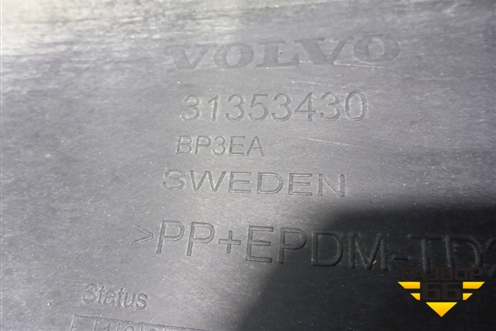 VOLVO
31353430
BP3EA
SWEDEN
>PP+EPDM-TD
Status